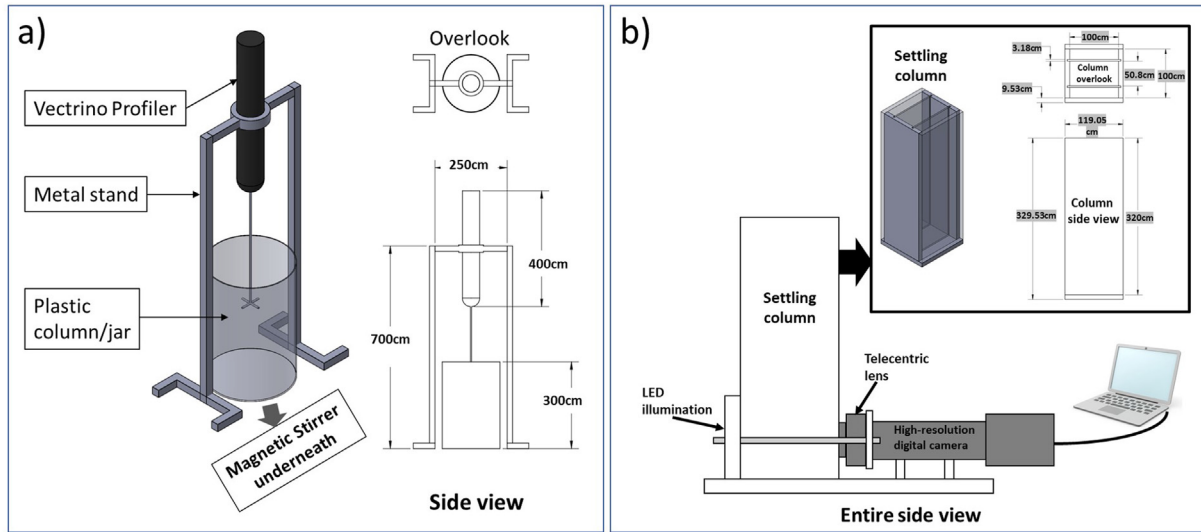 a)
Overlook
Vectrino Profiler
Metal stand
Plastic
column/jar
Magnetic Stirrer
underneath
250cm
400cm
700cm
300cm
Side view
b)
Settling
column
100cm
3.18cm
Column
overlook
50.8cm
100cm
9.53cm
119.05
cm
329.53cm
Column
side view
320cm
Settling
column
LED
illumination
Telecentric
lens
High-resolution
digital camera
Entire side view